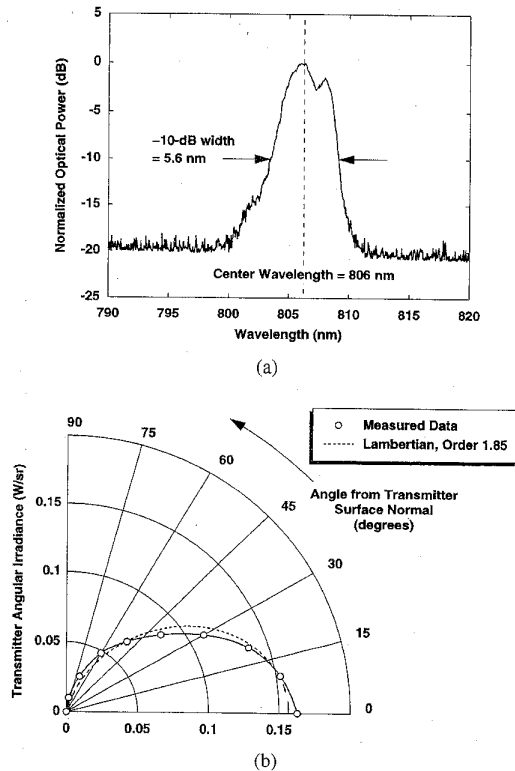 5
0
-5
-10
-15
-20
-25
Normalized Optical Power (dB)
–10-dB width
= 5.6 nm
Center Wavelength = 806 nm
790 795 800 805 810 815 820
Wavelength (nm)
(a)
Measured Data
Lambertian, Order 1.85
Angle from Transmitter
Surface Normal
(degrees)
90
75
60
45
30
15
0
Transmitter Angular Irradiance (W/sr)
0.15
0.1
0.05
0
0 0.05 0.1 0.15
(b)